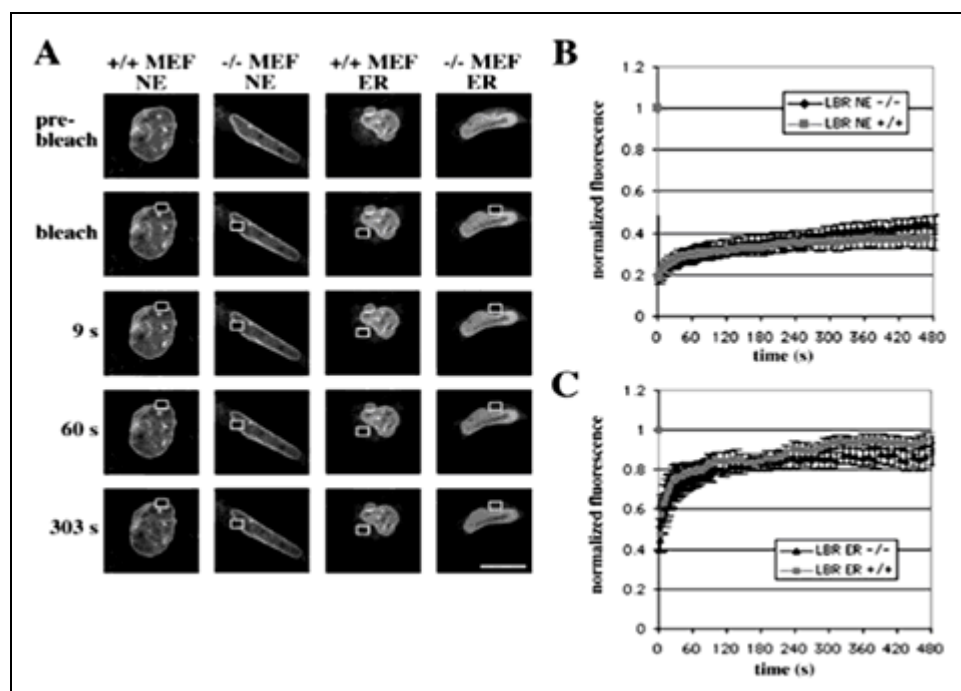 A
+/+ MEF NE
-/- MEF NE
+/+ MEF ER
-/- MEF ER
pre-bleach
bleach
9 s
60 s
303 s
B
normalized fluorescence
1.2
1
0.8
0.6
0.4
0.2
0
LBR NE -/-
LBR NE +/+
0 60 120 180 240 300 360 420 480
time (s)
C
normalized fluorescence
1.2
1
0.8
0.6
0.4
0.2
0
LBR ER -/-
LBR ER +/+
0 60 120 180 240 300 360 420 480
time (s)